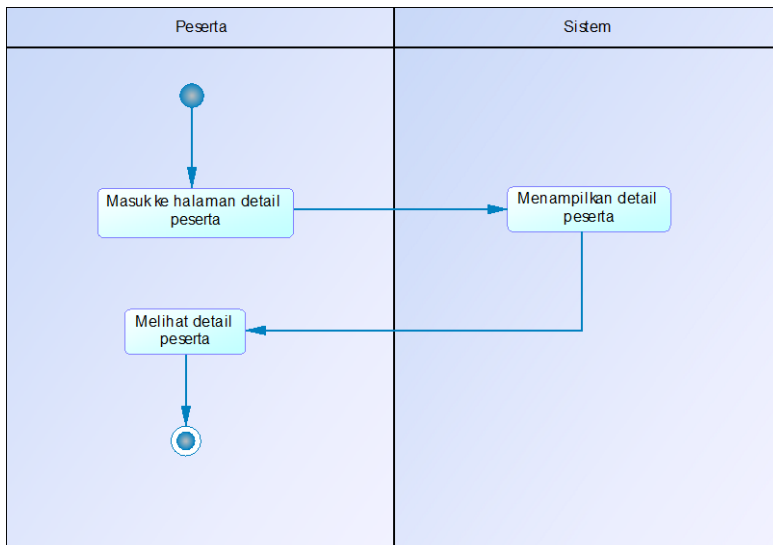 Peserta
Sistem
Masuk ke halaman detail
peserta
Menampilkan detail
peserta
Melihat detail
peserta